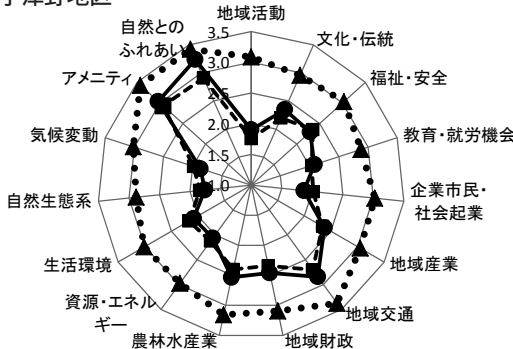 宇津野地区
地域活動
文化・伝統
福祉・安全
教育・就労機会
企業市民・
社会起業
地域産業
地域交通
地域財政
農林水産業
資源・エネル
ギー
生活環境
自然生態系
気候変動
アメニティ
自然との
ふれあい
3.5
3.0
2.5
2.0
1.5
1.0